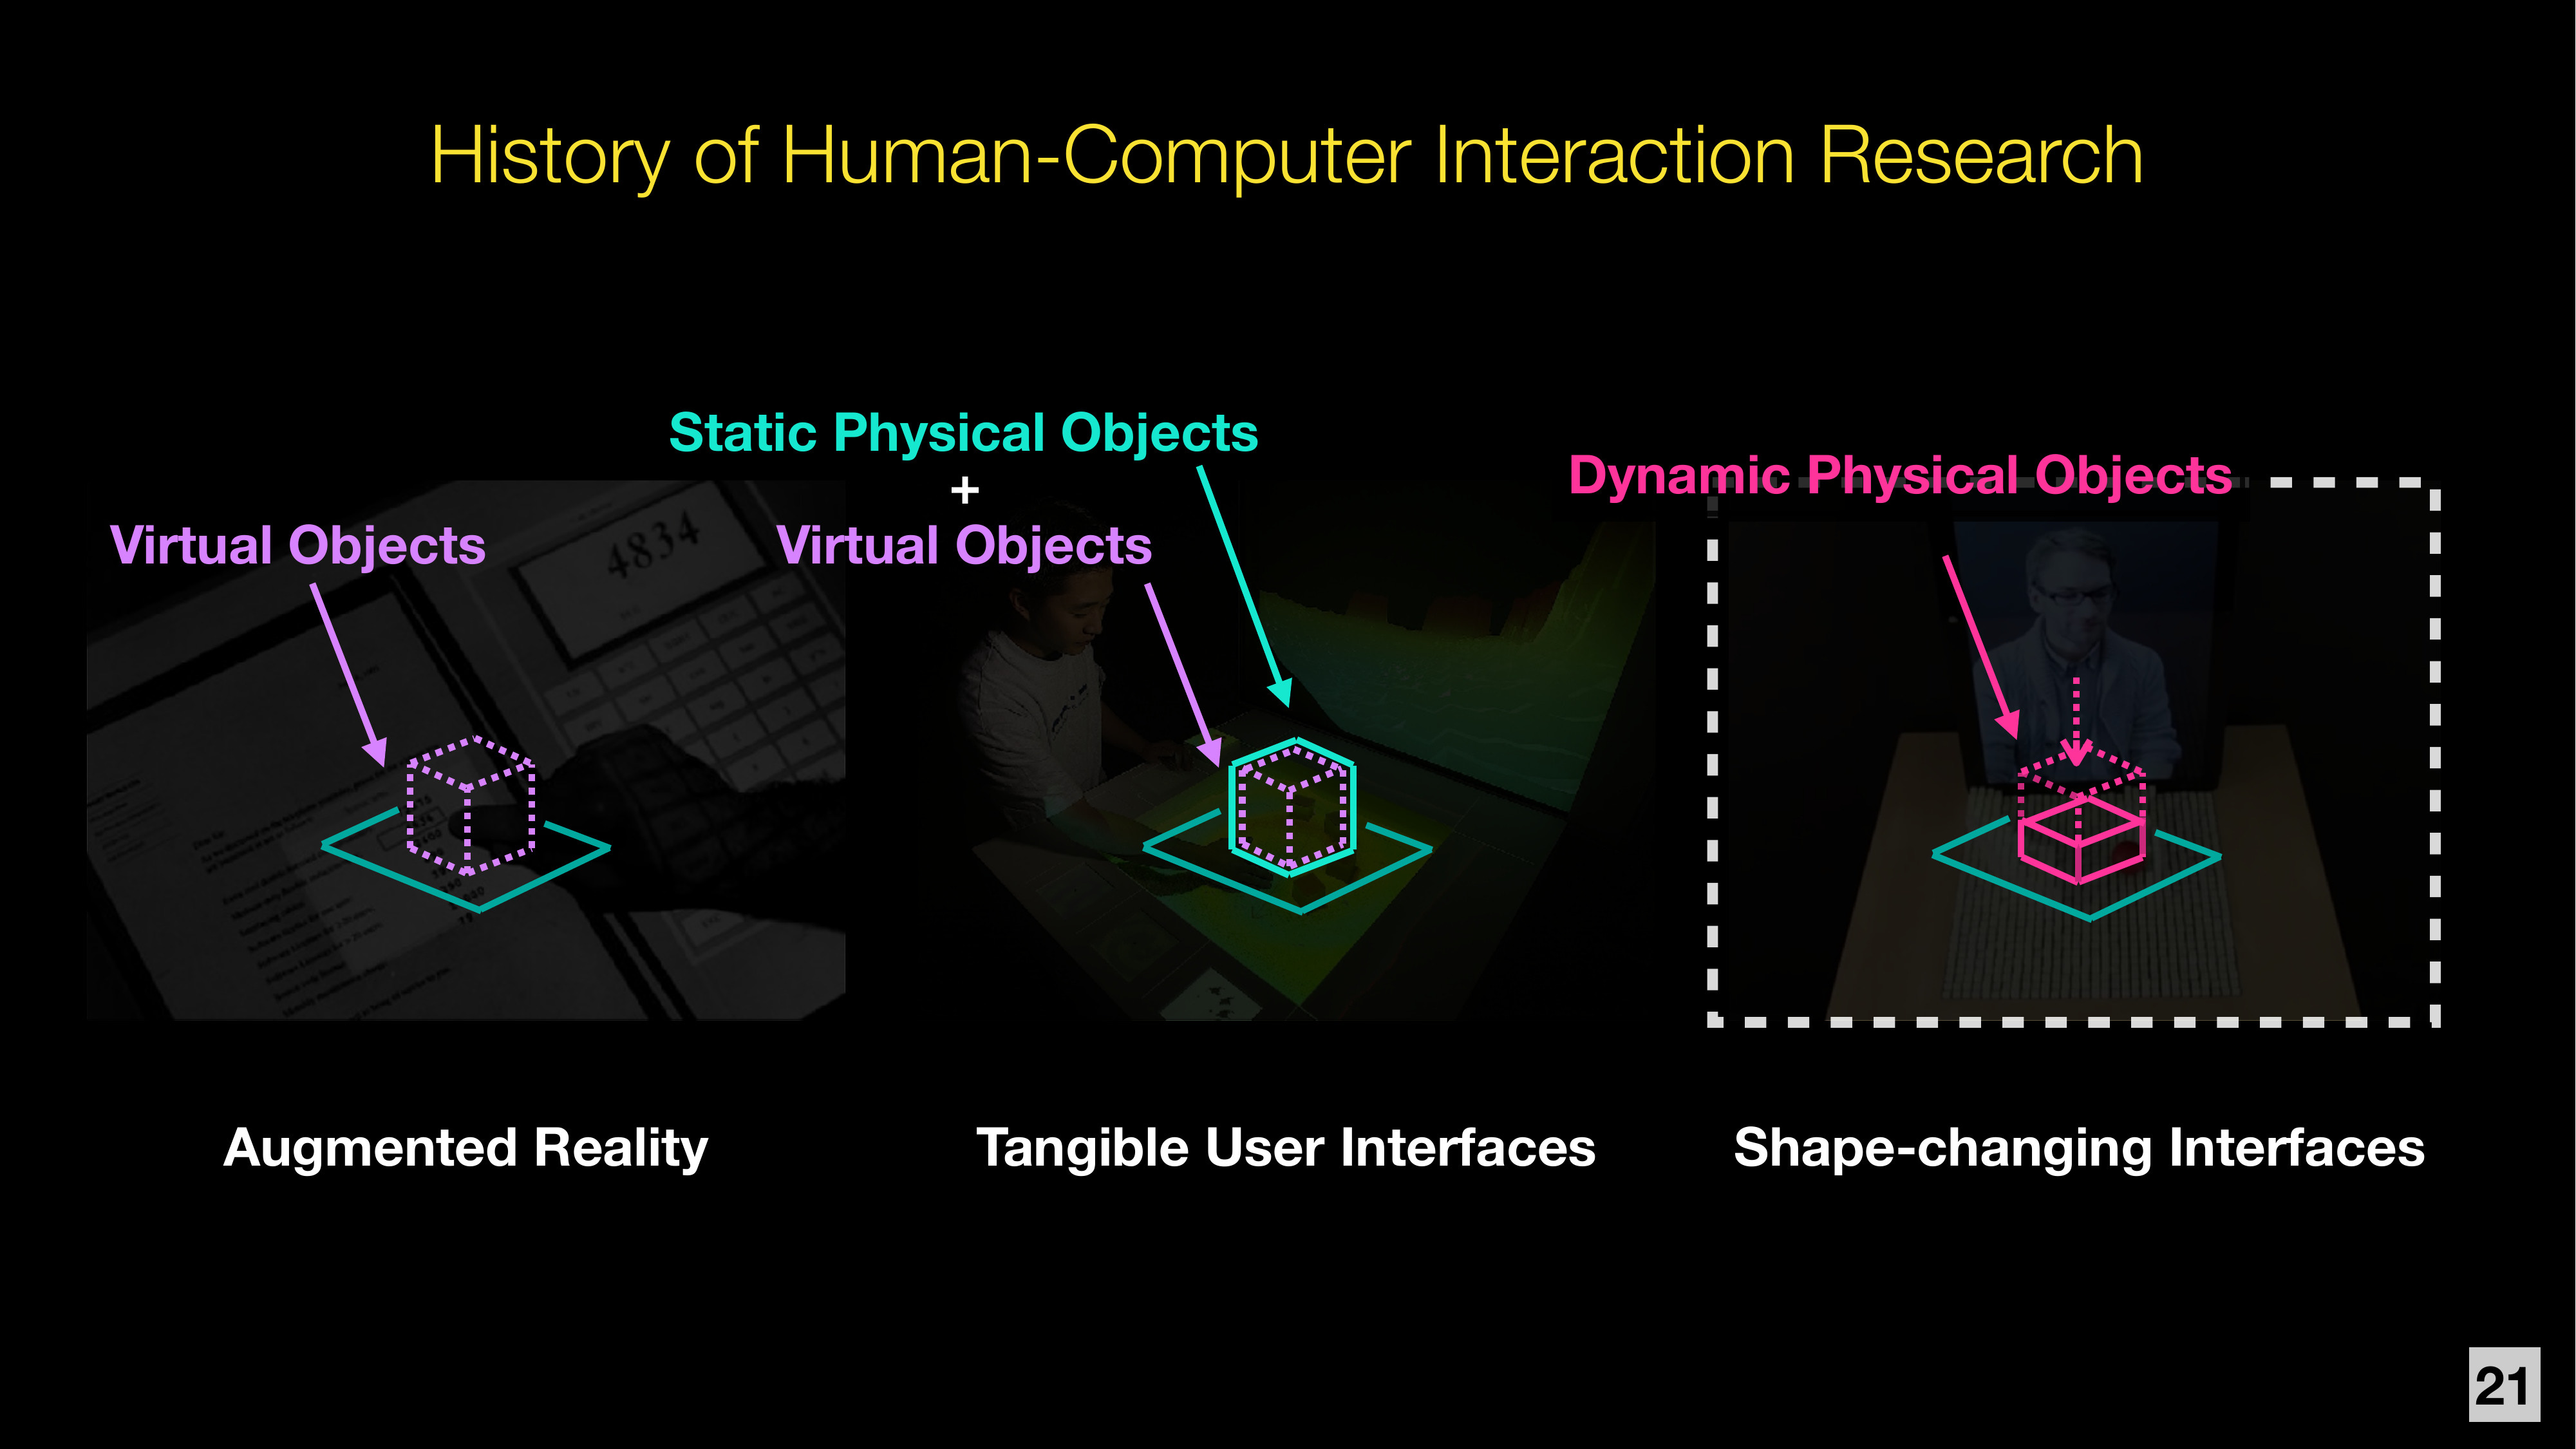 History of Human-Computer Interaction Research
Static Physical Objects
+
Virtual Objects
Virtual Objects
Dynamic Physical Objects
4834
Augmented Reality
Tangible User Interfaces
Shape-changing Interfaces
21